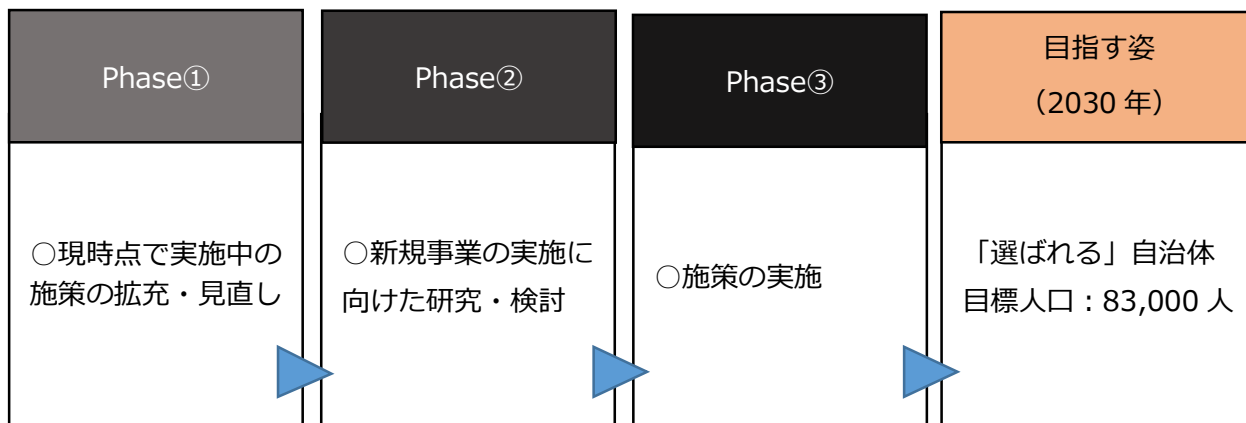 Phase①
○現時点で実施中の
施策の拡充・見直し
Phase②
○新規事業の実施に
向けた研究・検討
Phase③
○施策の実施
目指す姿
（2030 年）
「選ばれる」自治体
目標人口：83,000 人